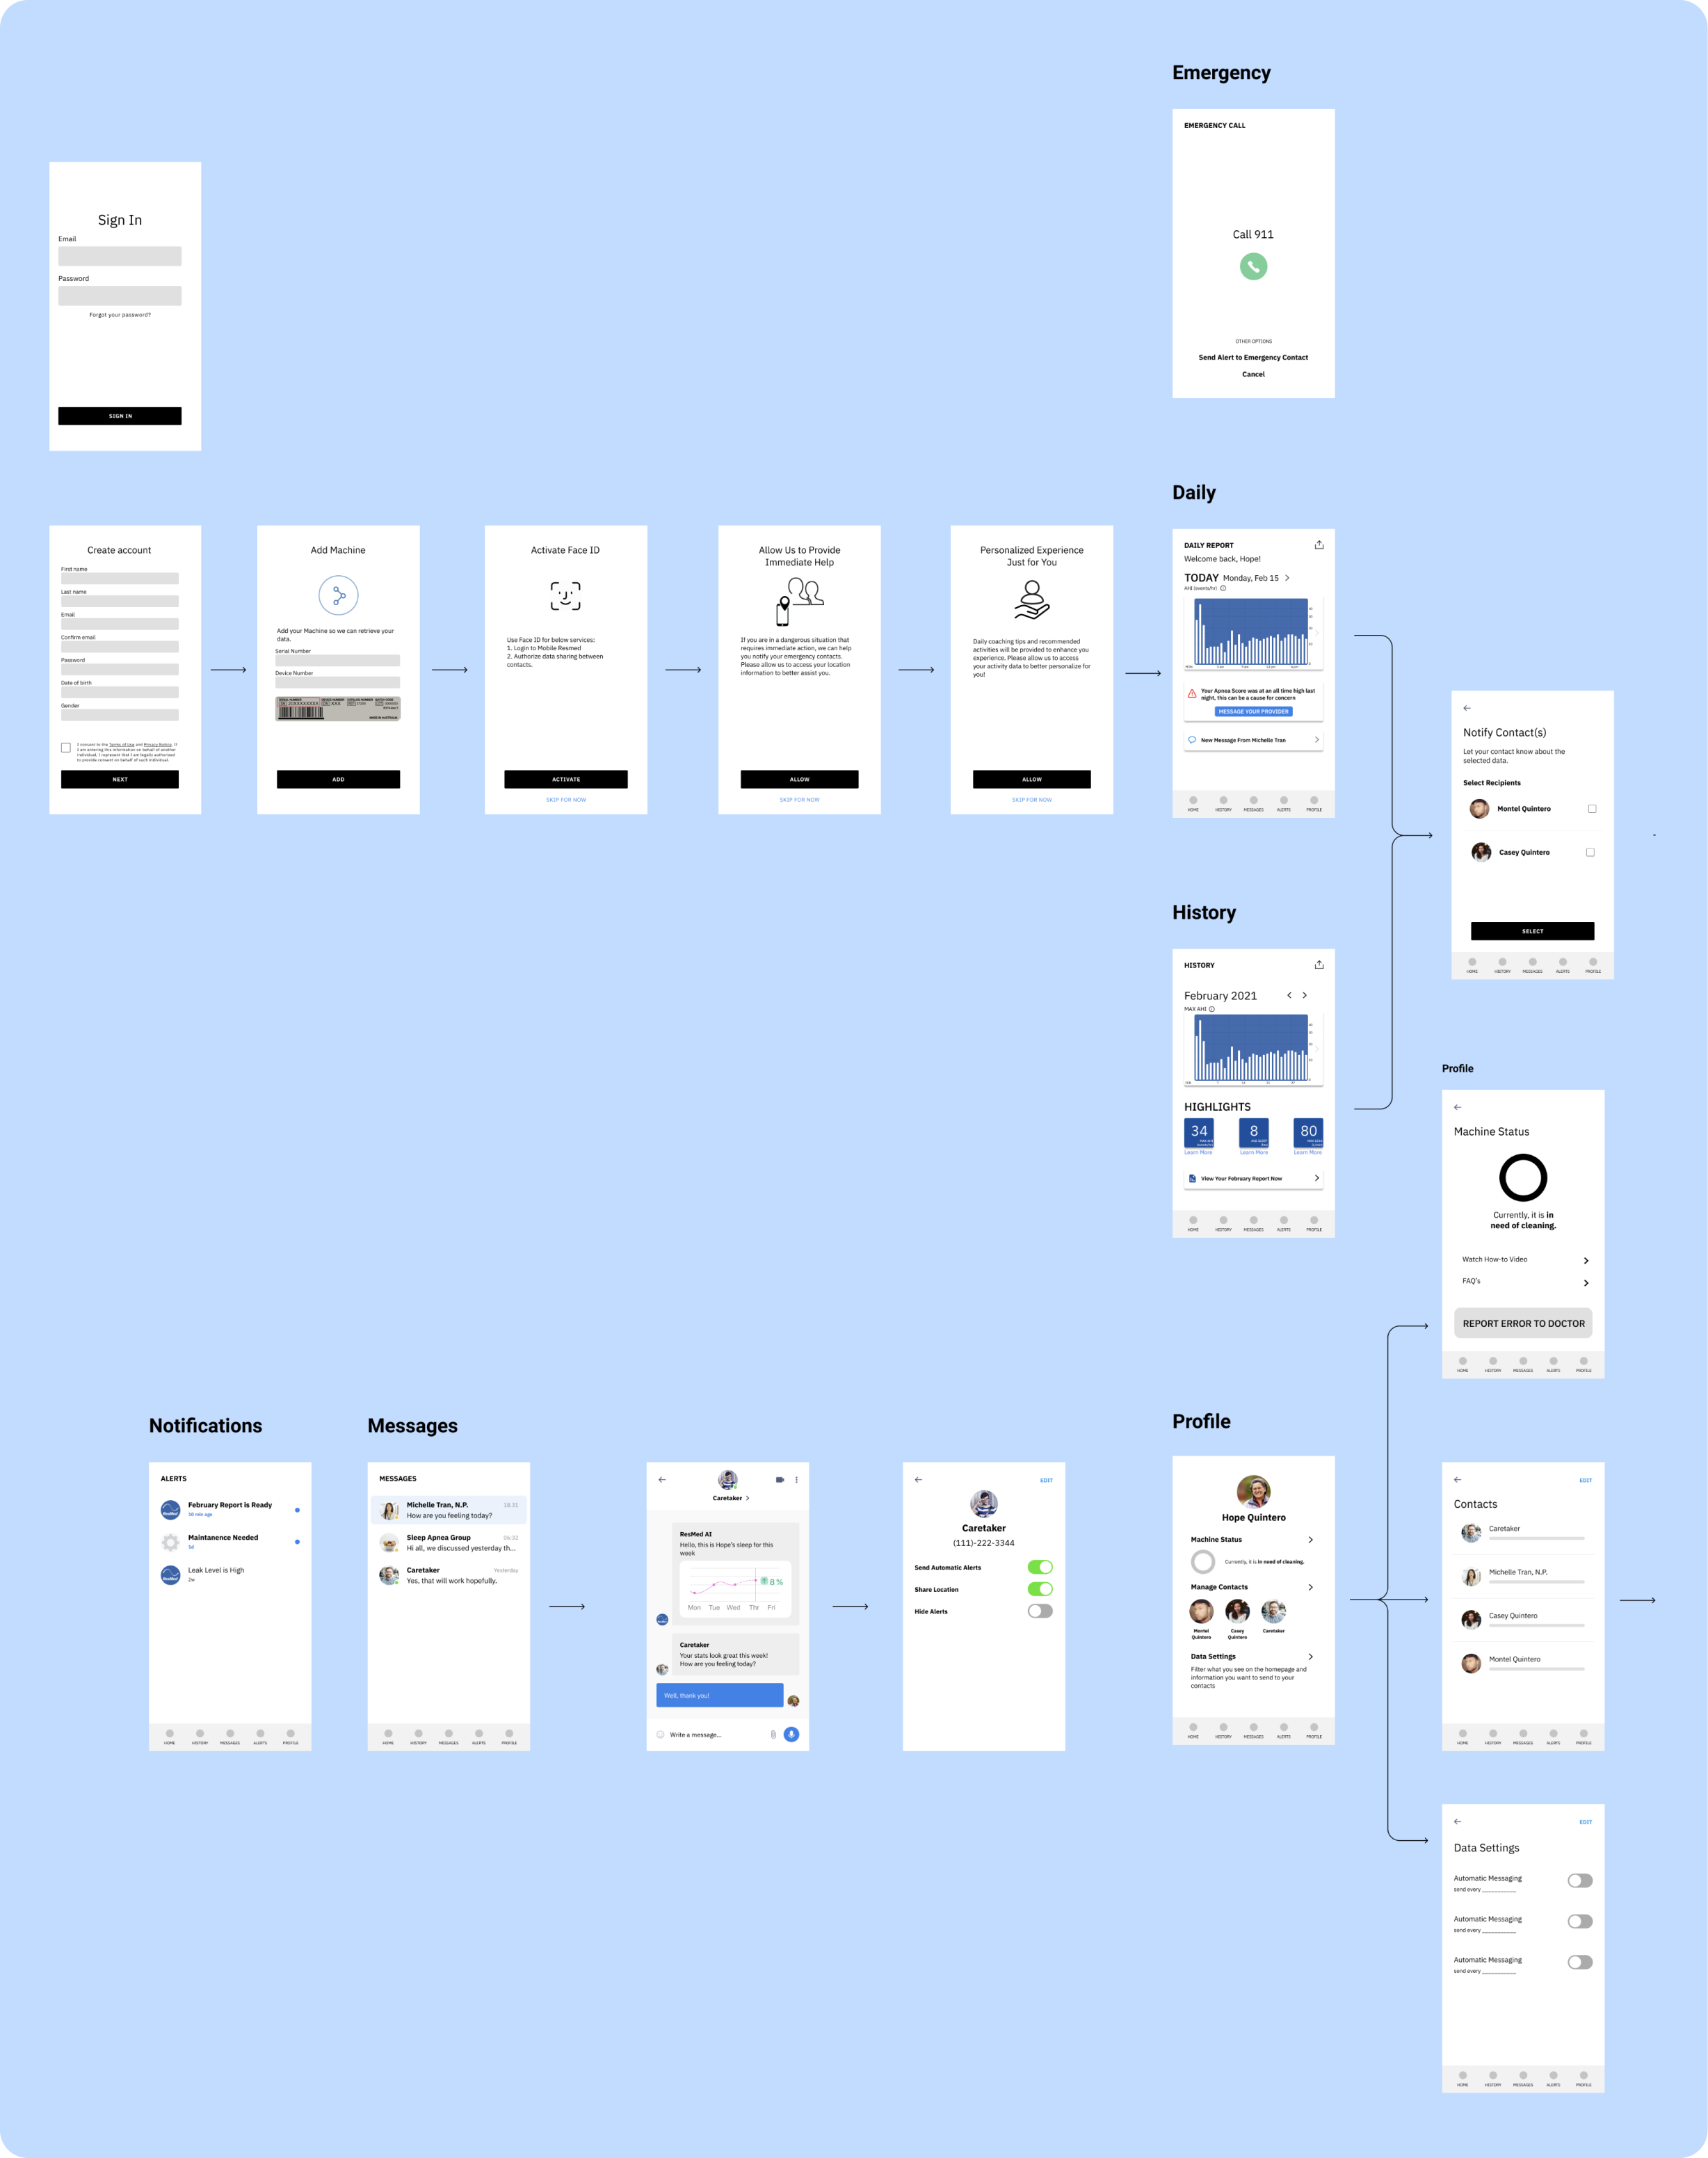 Emergency
EMERGENCY CALL
Call 911
OTHER OPTIONS
Send Alert to Emergency Contact
Cancel
Sign In
Email
Password
Forgot your password?
SIGN IN
Create account
First name
Last name
Email
Confirm email
Password
Date of birth
Gender
I consent to the Terms of Use and Privacy Notice. If
I am entering this information on behalf of another
individual, I represent that I am legally authorized
to provide consent on behalf of such individual.
NEXT
Add Machine
Add your Machine so we can retrieve your
data.
Serial Number
Device Number
MADE IN AUSTRALIA
ADD
Activate Face ID
Use Face ID for below services:
1. Login to Mobile Resmed
2. Authorize data sharing between
contacts.
ACTIVATE
SKIP FOR NOW
Allow Us to Provide
Immediate Help
If you are in a dangerous situation that
requires immediate action, we can help
you notify your emergency contacts.
Please allow us to access your location
information to better assist you.
ALLOW
SKIP FOR NOW
Personalized Experience
Just for You
Daily coaching tips and recommended
activities will be provided to enhance you
experience. Please allow us to access
your activity data to better personalize for
you!
ALLOW
SKIP FOR NOW
Daily
DAILY REPORT
Welcome back, Hope!
TODAY Monday, Feb 15
AHI (events/hr)
Your Apnea Score was at an all time high last
night, this can be a cause for concern
MESSAGE YOUR PROVIDER
New Message From Michelle Tran
HOME HISTORY MESSAGES ALERTS PROFILE
Notify Contact(s)
Let your contact know about the
selected data.
Select Recipients
Montel Quintero
Casey Quintero
SELECT
HOME HISTORY MESSAGES ALERTS PROFILE
History
HISTORY
February 2021
MAX AHI
HIGHLIGHTS
34 8 80
Learn More Learn More Learn More
View Your February Report Now
HOME HISTORY MESSAGES ALERTS PROFILE
Profile
Machine Status
Currently, it is in
need of cleaning.
Watch How-to Video
FAQ's
REPORT ERROR TO DOCTOR
HOME HISTORY MESSAGES ALERTS PROFILE
Notifications
ALERTS
February Report is Ready
10 min ago
Maintanence Needed
5d
Leak Level is High
2w
ResMed
ResMed
HOME HISTORY MESSAGES ALERTS PROFILE
Messages
MESSAGES
Michelle Tran, N.P. 18.31
How are you feeling today?
Sleep Apnea Group 06:32
Hi all, we discussed yesterday th...
Caretaker Yesterday
Yes, that will work hopefully.
HOME HISTORY MESSAGES ALERTS PROFILE
Caretaker
ResMed AI
Hello, this is Hope's sleep for this
week
8 %
Mon Tue Wed Thr Fri
Caretaker
Your stats look great this week!
How are you feeling today?
Well, thank you!
Write a message...
EDIT
Caretaker
(111)-222-3344
Send Automatic Alerts
Share Location
Hide Alerts
Profile
Hope Quintero
Machine Status
Currently, it is in need of cleaning.
Manage Contacts
Montel
Quintero
Casey
Quintero
Caretaker
Data Settings
Filter what you see on the homepage and
information you want to send to your
contacts
HOME HISTORY MESSAGES ALERTS PROFILE
EDIT
Contacts
Caretaker
Michelle Tran, N.P.
Casey Quintero
Montel Quintero
HOME HISTORY MESSAGES ALERTS PROFILE
EDIT
Data Settings
Automatic Messaging
send every ___________
Automatic Messaging
send every ___________
Automatic Messaging
send every ___________
HOME HISTORY MESSAGES ALERTS PROFILE